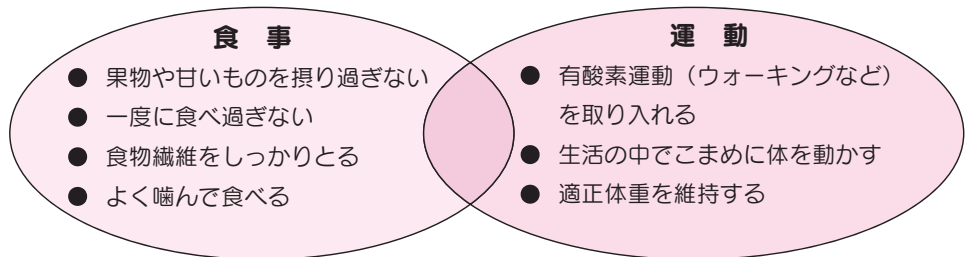 食　事
● 果物や甘いものを摂り過ぎない
● 一度に食べ過ぎない
● 食物繊維をしっかりとる
● よく噛んで食べる
運　動
● 有酸素運動（ウォーキングなど）
を取り入れる
● 生活の中でこまめに体を動かす
● 適正体重を維持する